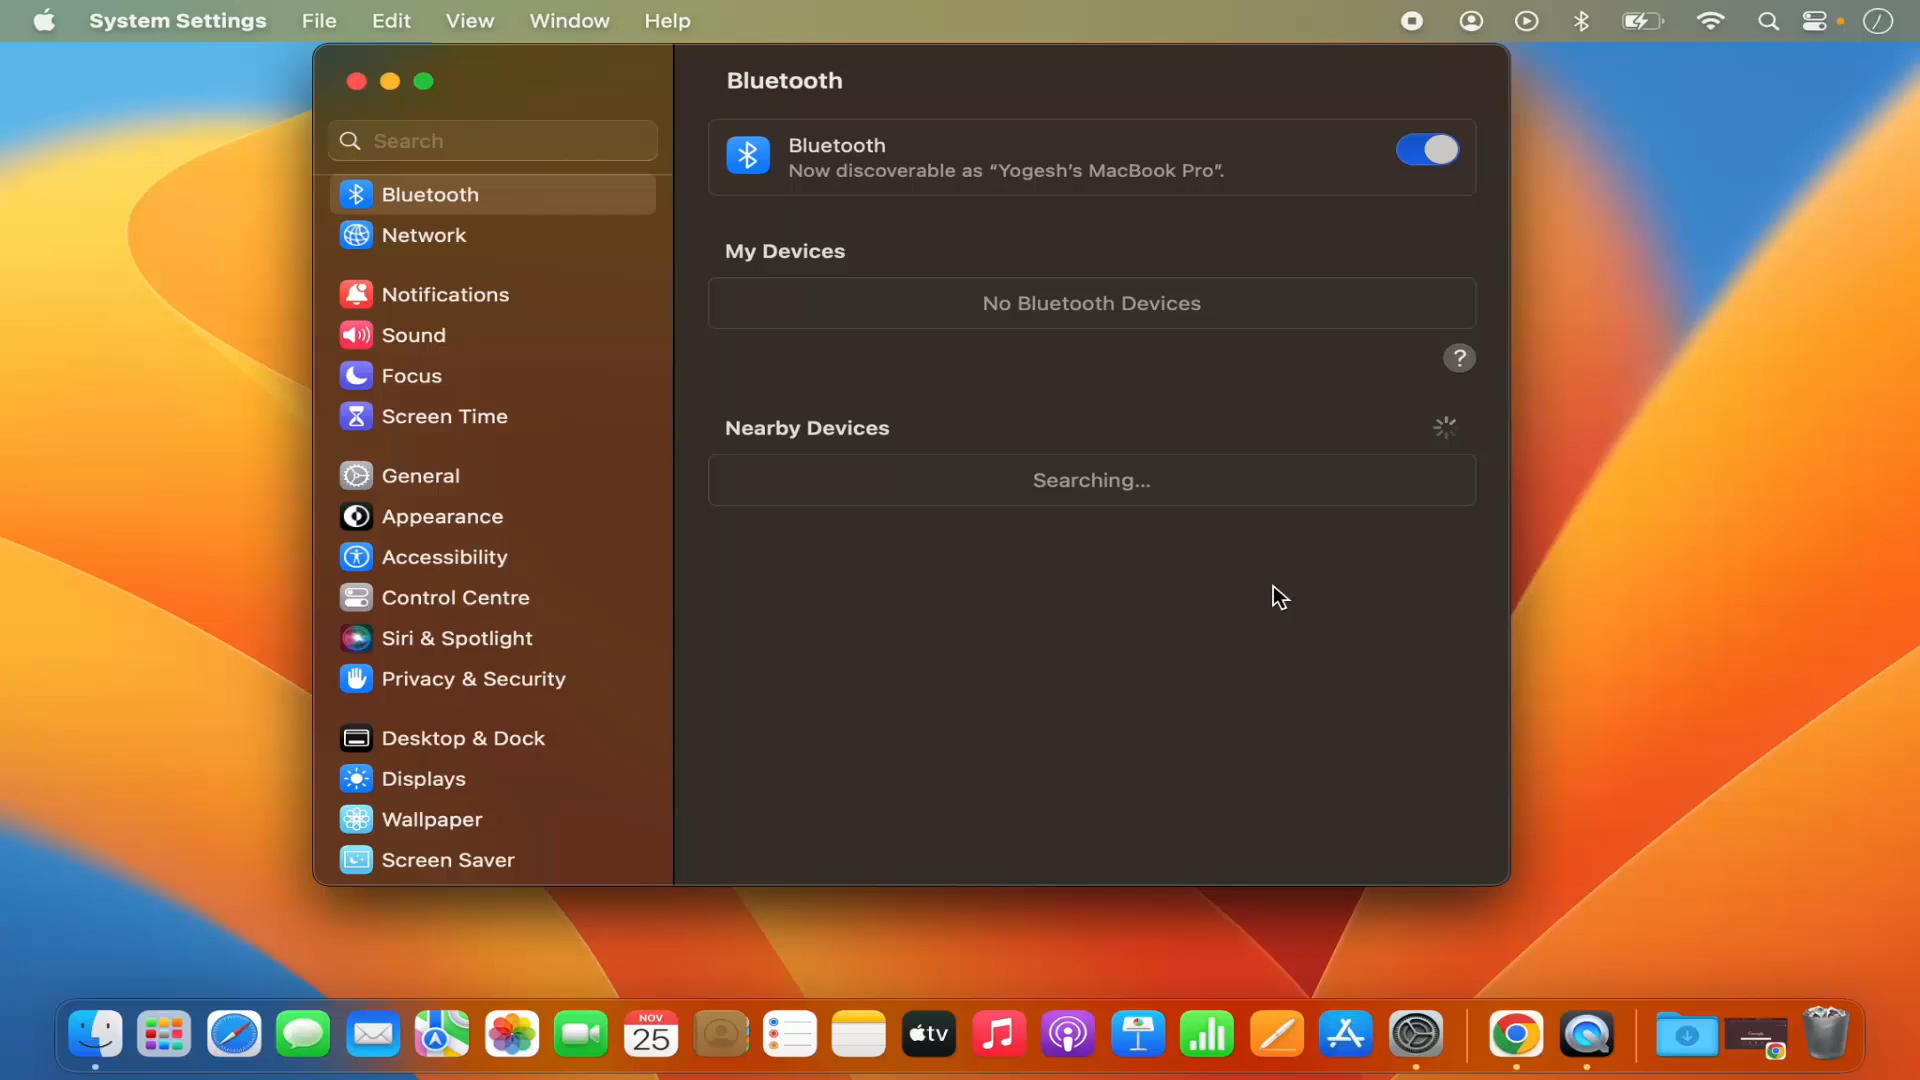 System Settings File Edit View Window Help
Search
Bluetooth
Network
Notifications
Sound
Focus
Screen Time
General
Appearance
Accessibility
Control Centre
Siri & Spotlight
Privacy & Security
Desktop & Dock
Displays
Wallpaper
Screen Saver
Bluetooth
Bluetooth
Now discoverable as “Yogesh’s MacBook Pro”.
My Devices
No Bluetooth Devices
?
Nearby Devices
Searching...
NOV
25
tv